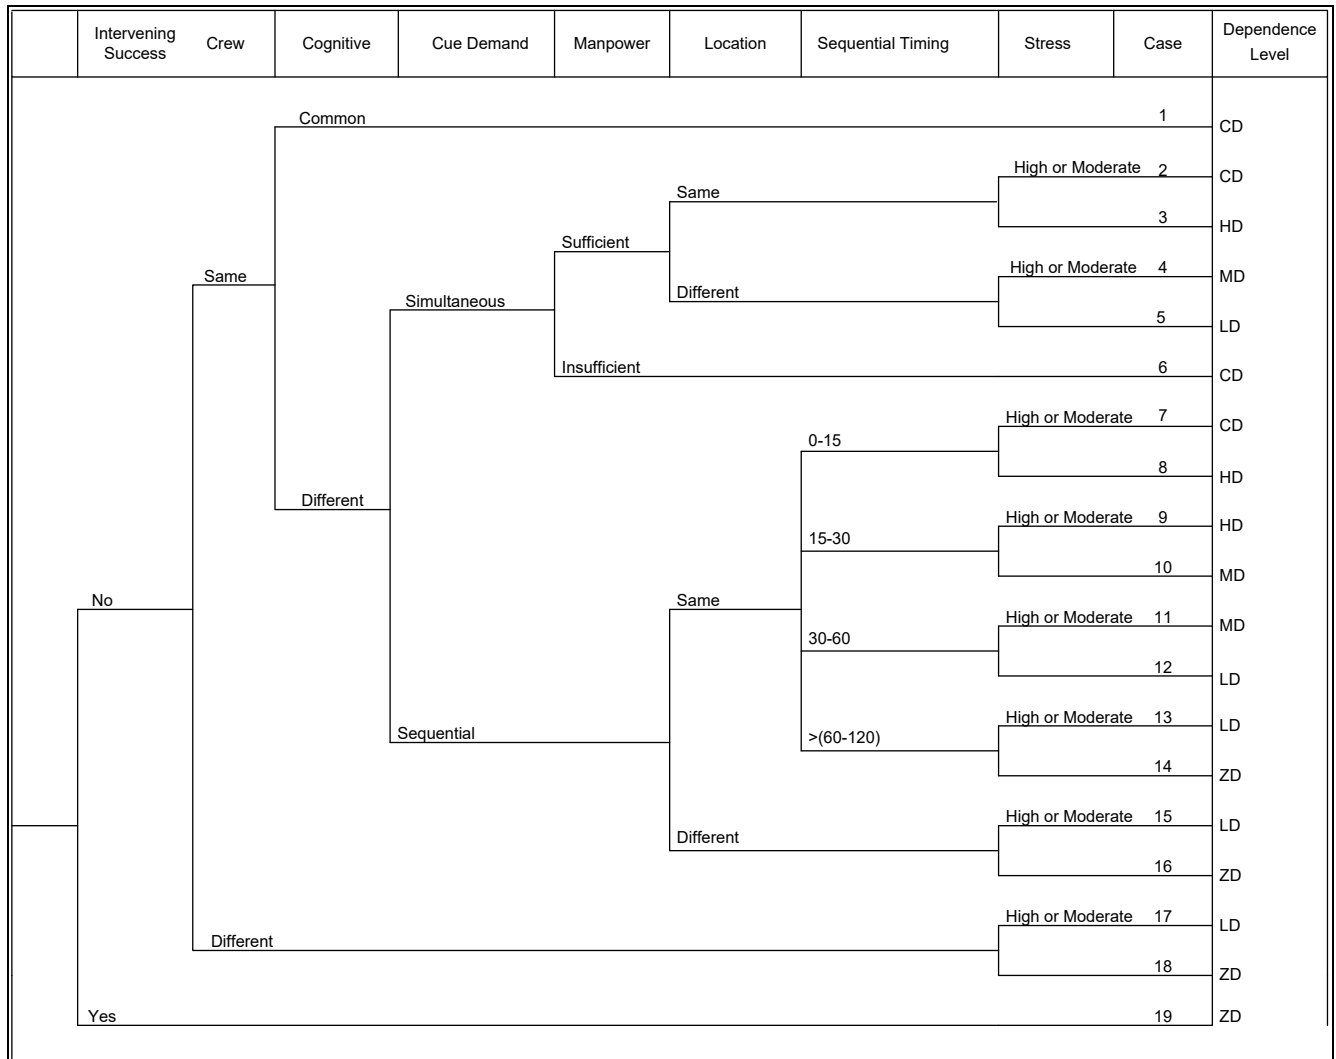 Intervening Success Crew Cognitive Cue Demand Manpower Location Sequential Timing Stress Case Dependence Level
Common 1 CD
High or Moderate 2 CD
Same
3 HD
Sufficient
High or Moderate 4 MD
Same
Different
Simultaneous
5 LD
Insufficient 6 CD
High or Moderate 7 CD
0-15
8 HD
Different
High or Moderate 9 HD
15-30
10 MD
No
Same
High or Moderate 11 MD
30-60
12 LD
High or Moderate 13 LD
Sequential
>(60-120)
14 ZD
High or Moderate 15 LD
Different
16 ZD
High or Moderate 17 LD
Different
18 ZD
Yes 19 ZD